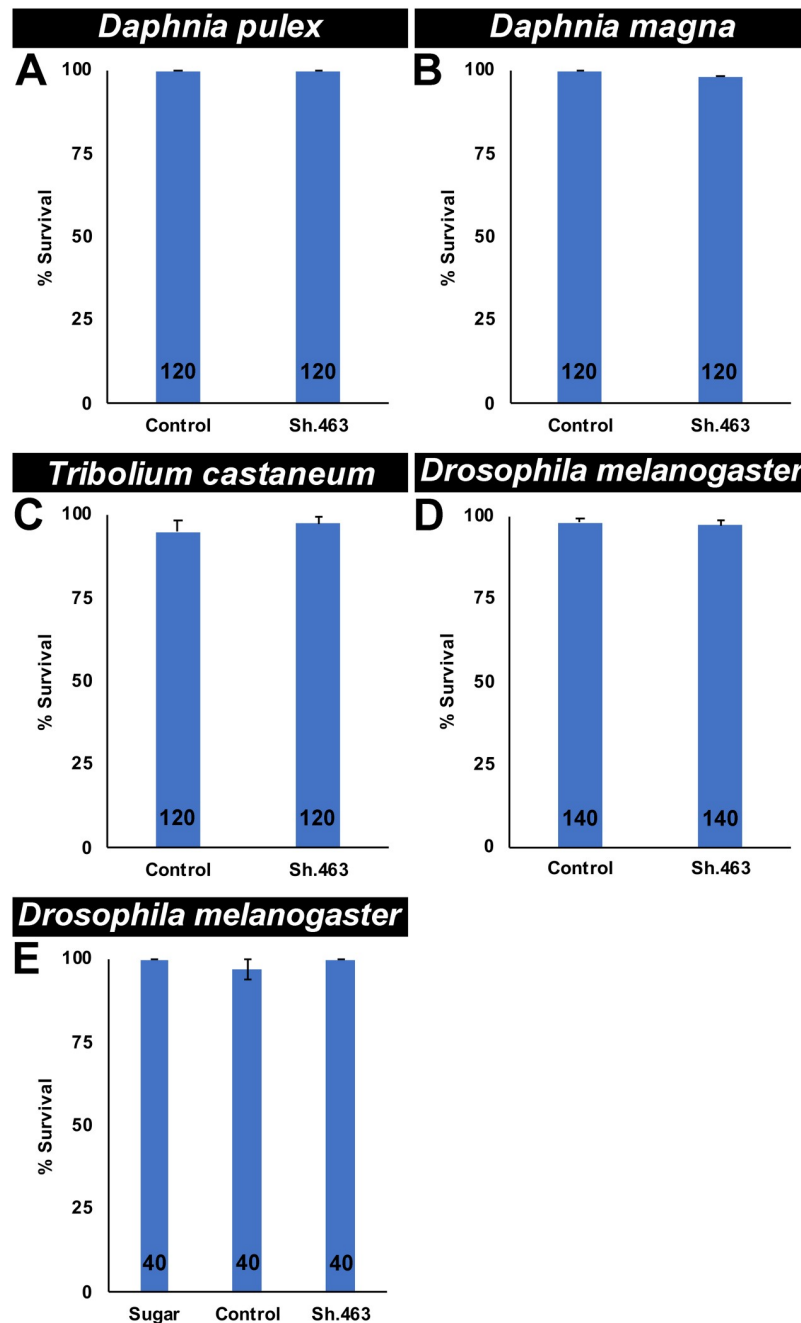 Daphnia pulex
A
100
75
50
25
0
% Survival
120
120
Control
Sh.463
Daphnia magna
B
100
75
50
25
0
% Survival
120
120
Control
Sh.463
Tribolium castaneum
C
100
75
50
25
0
% Survival
120
120
Control
Sh.463
Drosophila melanogaster
D
100
75
50
25
0
% Survival
140
140
Control
Sh.463
Drosophila melanogaster
E
100
75
50
25
0
% Survival
40
40
40
Sugar
Control
Sh.463